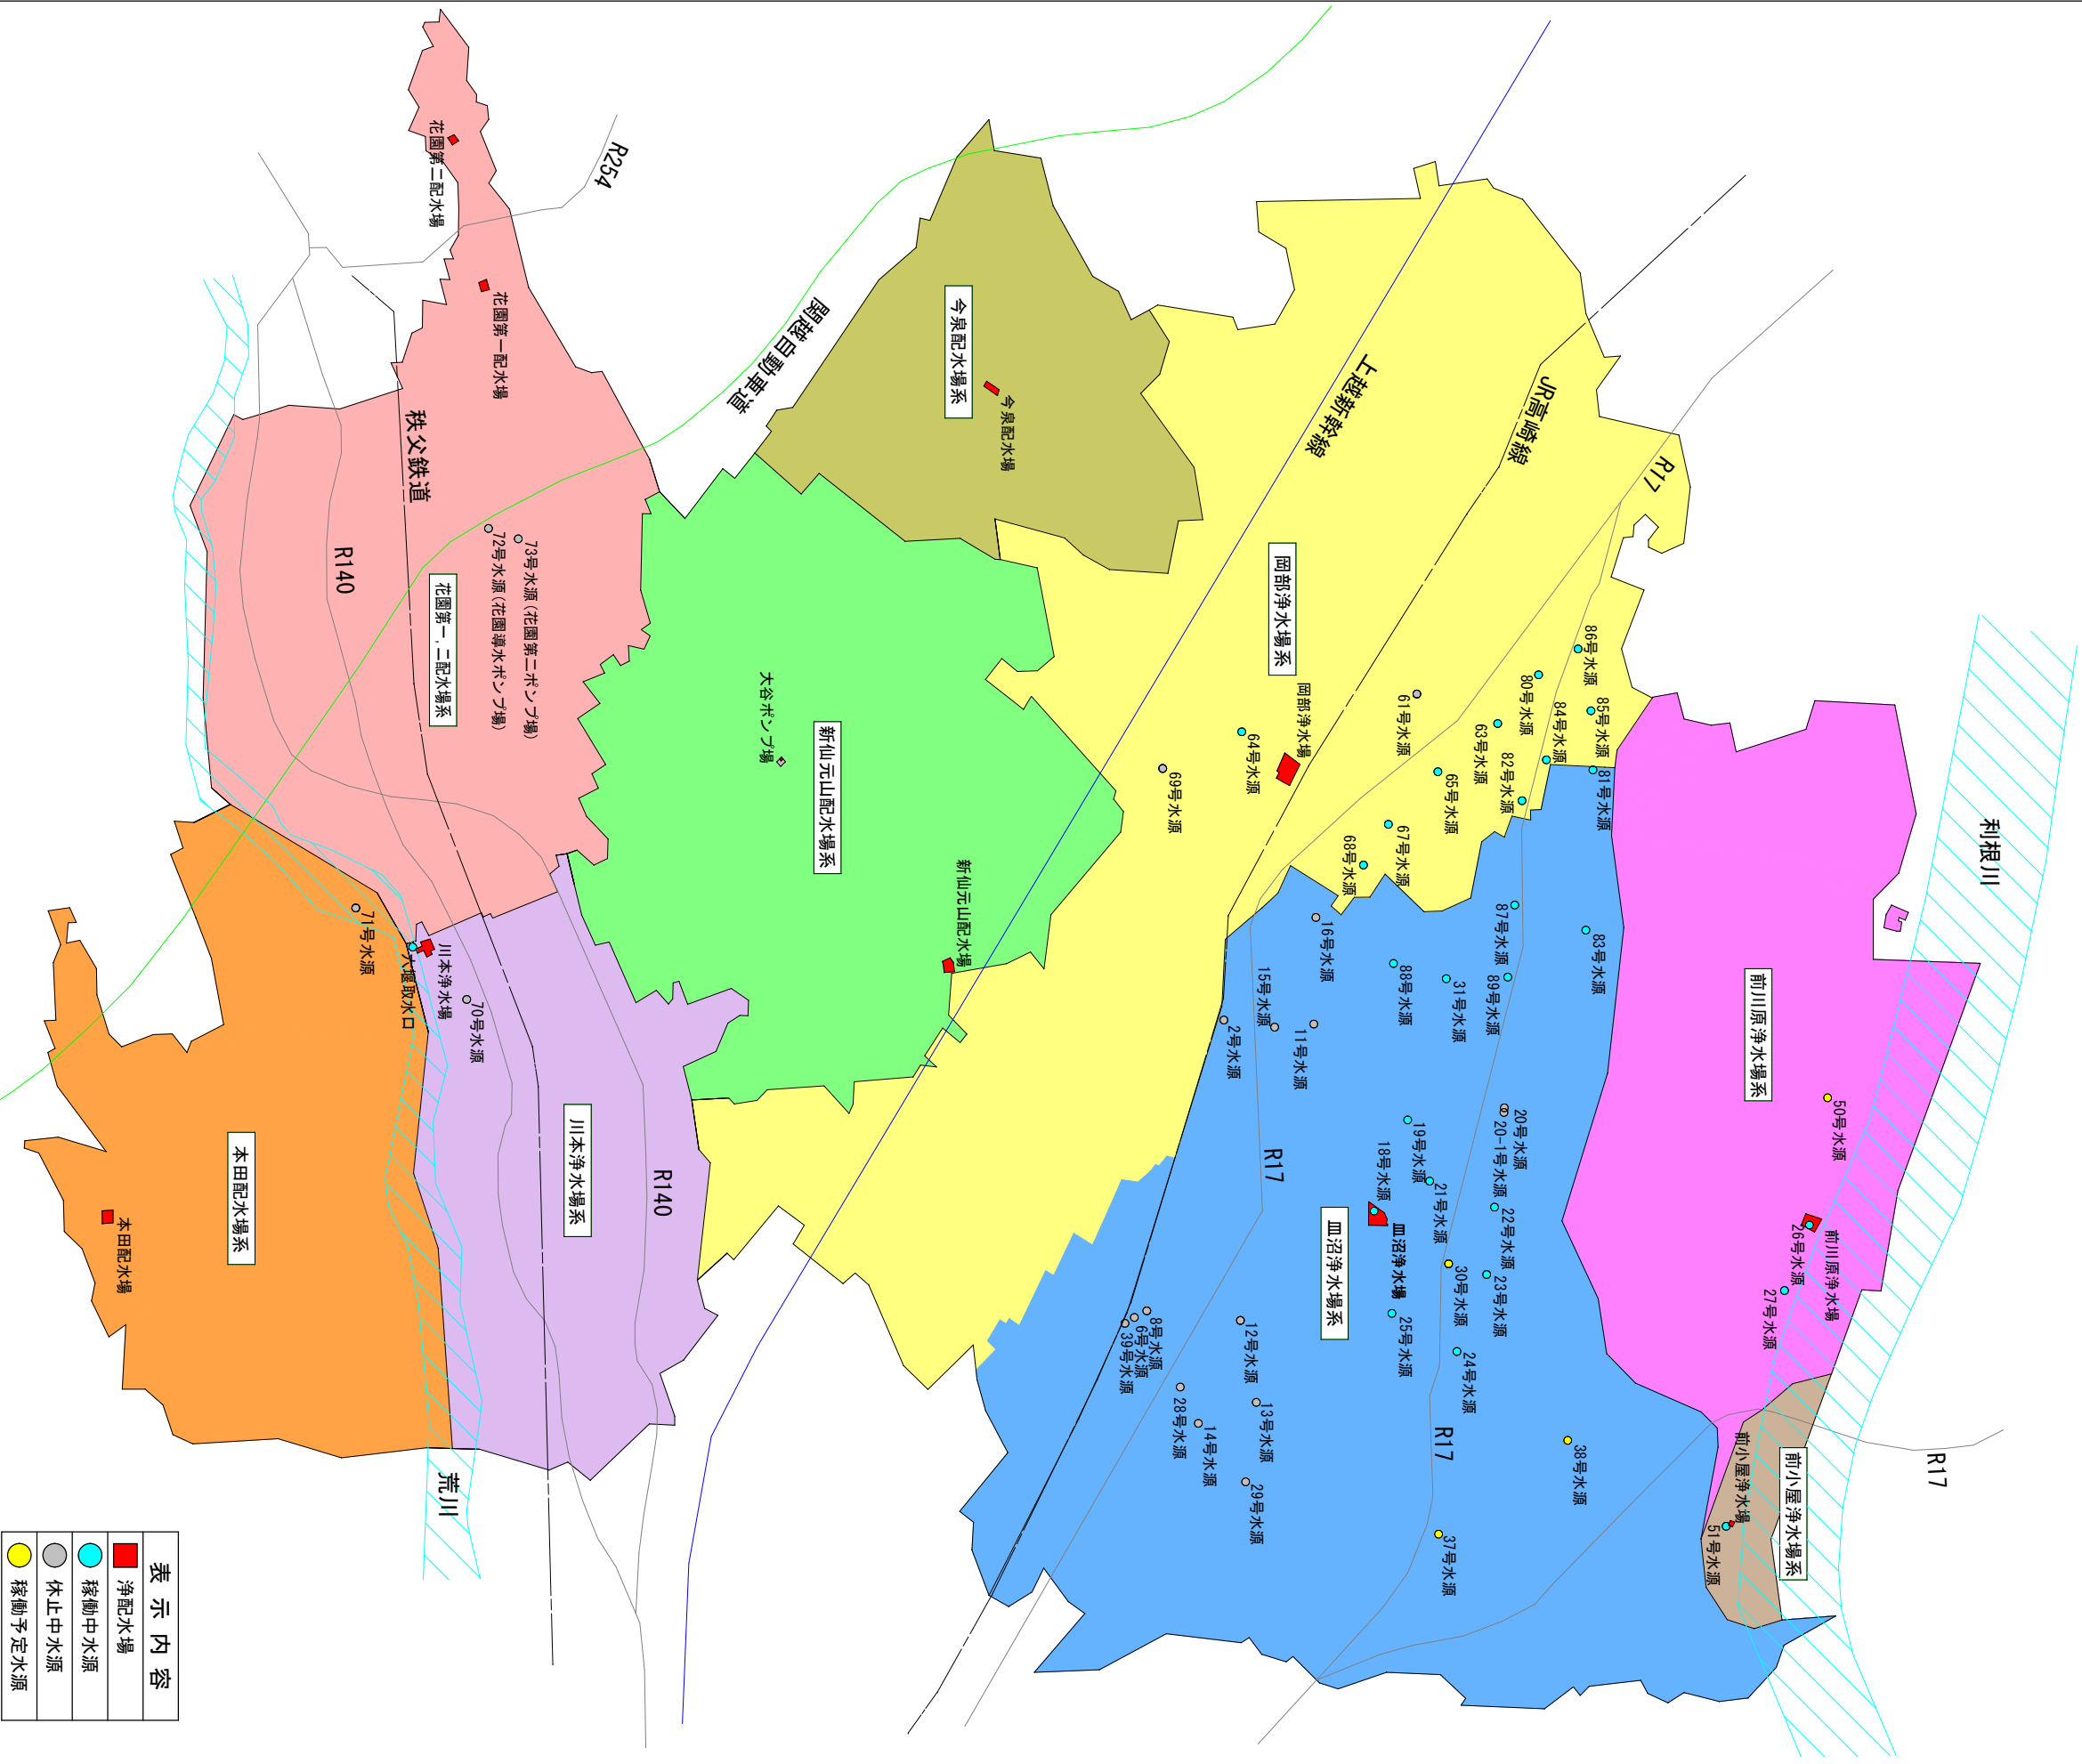 利根川
R17
50号水源
前川原浄水場系
前川原浄水場
26号水源
27号水源
前小屋浄水場系
前小屋浄水場
51号水源
R17
86号水源
85号水源
81号水源
84号水源
80号水源
82号水源
63号水源
83号水源
87号水源
89号水源
61号水源
65号水源
67号水源
68号水源
31号水源
88号水源
16号水源
15号水源
11号水源
2号水源
20号水源
20-1号水源
19号水源
21号水源
22号水源
18号水源
皿沼浄水場
30号水源
23号水源
25号水源
24号水源
38号水源
37号水源
皿沼浄水場系
R17
R17
12号水源
13号水源
29号水源
8号水源
6号水源
39号水源
28号水源
14号水源
JR高崎線
上越新幹線
岡部浄水場系
岡部浄水場
64号水源
69号水源
今泉配水場系
今泉配水場
関越自動車道
新仙元山配水場系
新仙元山配水場
大谷ポンプ場
R254
花園第二配水場
花園第一配水場
秩父鉄道
73号水源(花園第二ポンプ場)
72号水源(花園導水ポンプ場)
花園第一,二配水場系
R140
R140
川本浄水場系
川本浄水場
70号水源
六堰取水口
71号水源
荒川
本田配水場系
本田配水場
表示内容
浄配水場
稼働中水源
休止中水源
稼働予定水源